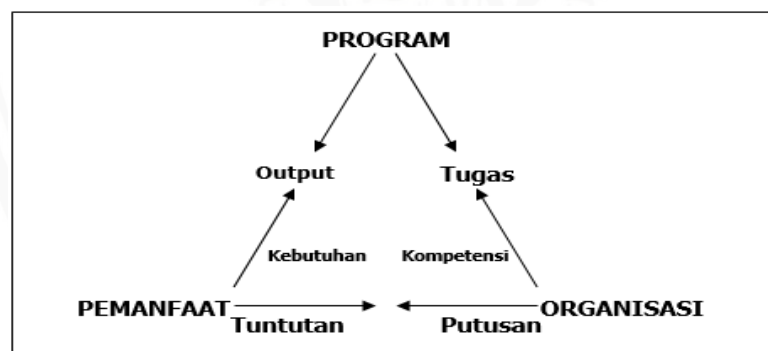 PROGRAM
Output Tugas
Kebutuhan Kompetensi
PEMANFAAT ORGANISASI
Tuntutan Putusan